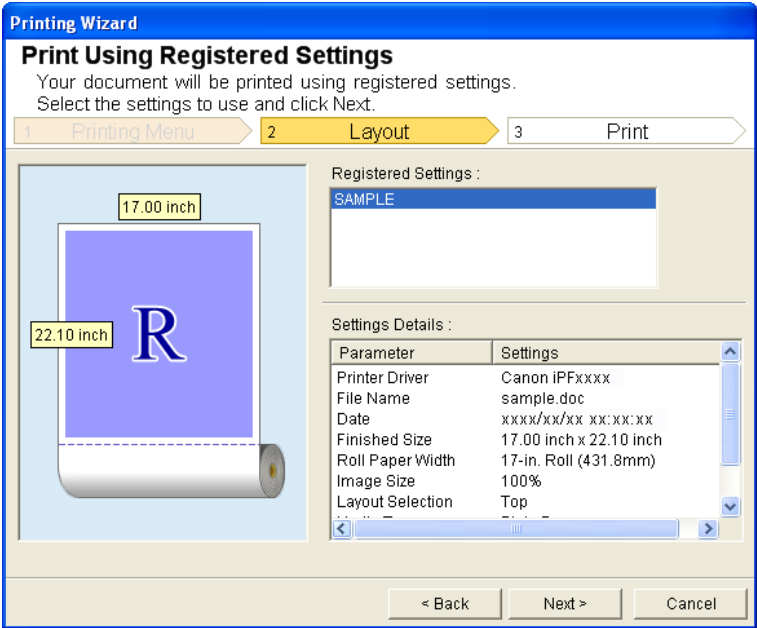 Printing Wizard
Print Using Registered Settings
Your document will be printed using registered settings.
Select the settings to use and click Next.
1 Printing Menu 2 Layout 3 Print
17.00 inch
22.10 inch
R
Registered Settings :
SAMPLE
Settings Details :
Parameter Settings
Printer Driver Canon iPFxxxx
File Name sample.doc
Date xxxx/xx/xx xx:xx:xx
Finished Size 17.00 inch x 22.10 inch
Roll Paper Width 17-in. Roll (431.8mm)
Image Size 100%
Layout Selection Top
< Back Next > Cancel